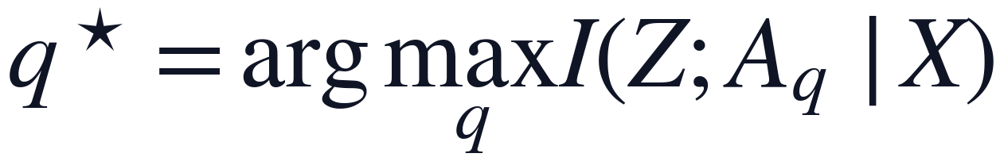 q^⋆ = arg max_q I(Z; A_q | X)